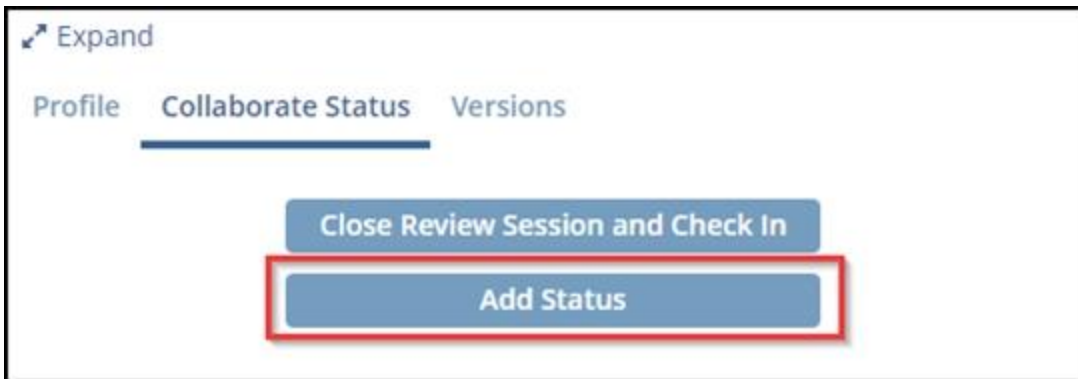 Expand
Profile Collaborate Status Versions
Close Review Session and Check In
Add Status